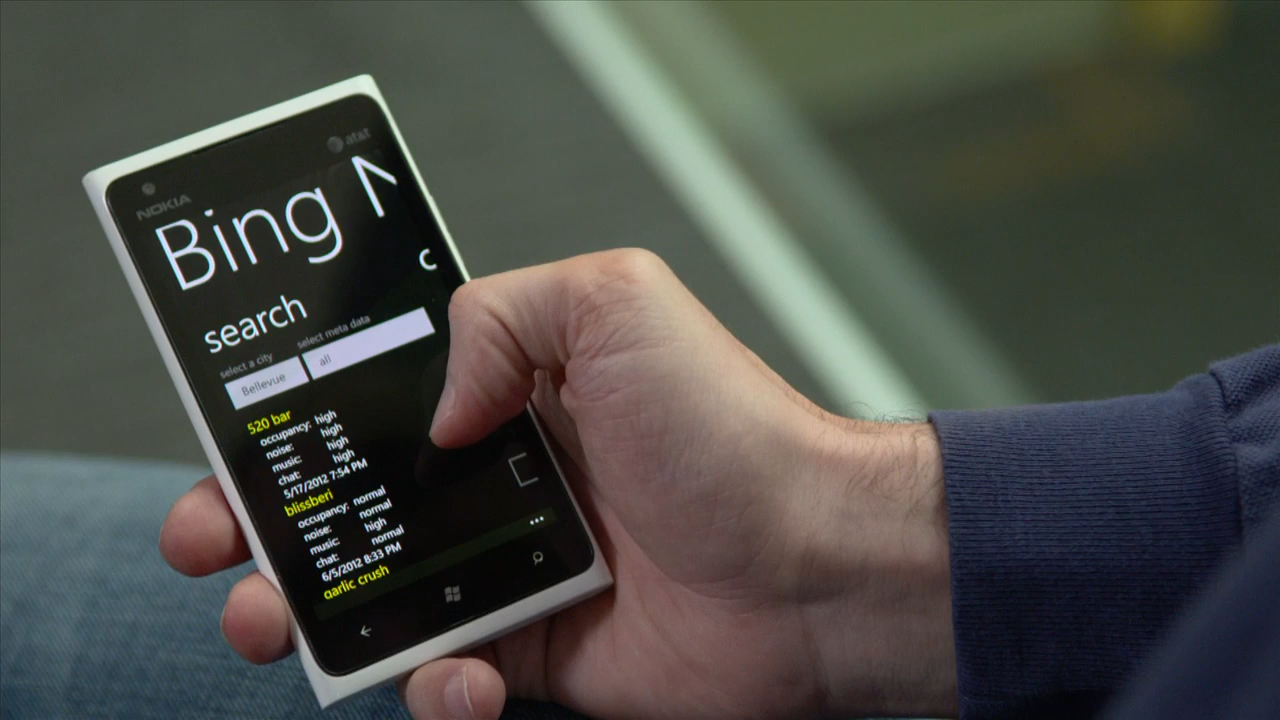 at&t
NOKIA
Bing N
c
search
select a city select meta data
Bellevue all
520 bar
occupancy: high
noise: high
music: high
chat: high
5/17/2012 7:54 PM
blissberi
occupancy: normal
noise: normal
music: high
chat: normal
6/5/2012 8:33 PM
garlic crush